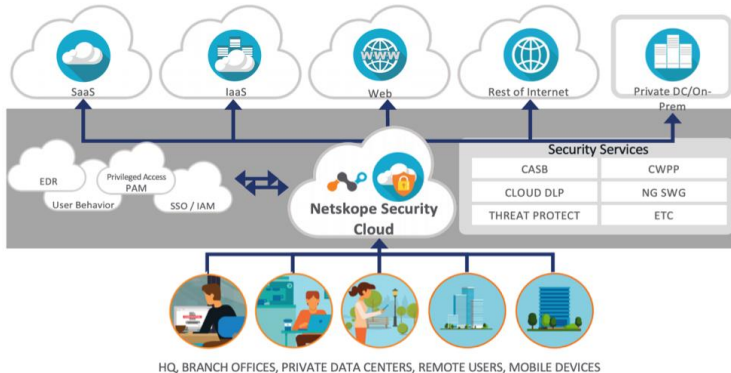 SaaS
IaaS
WWW
Web
Rest of Internet
Private DC/On-
Prem
EDR
User Behavior
Privileged Access
PAM
SSO / IAM
Netskope Security
Cloud
Security Services
CASB
CWPP
CLOUD DLP
NG SWG
THREAT PROTECT
ETC
HQ, BRANCH OFFICES, PRIVATE DATA CENTERS, REMOTE USERS, MOBILE DEVICES